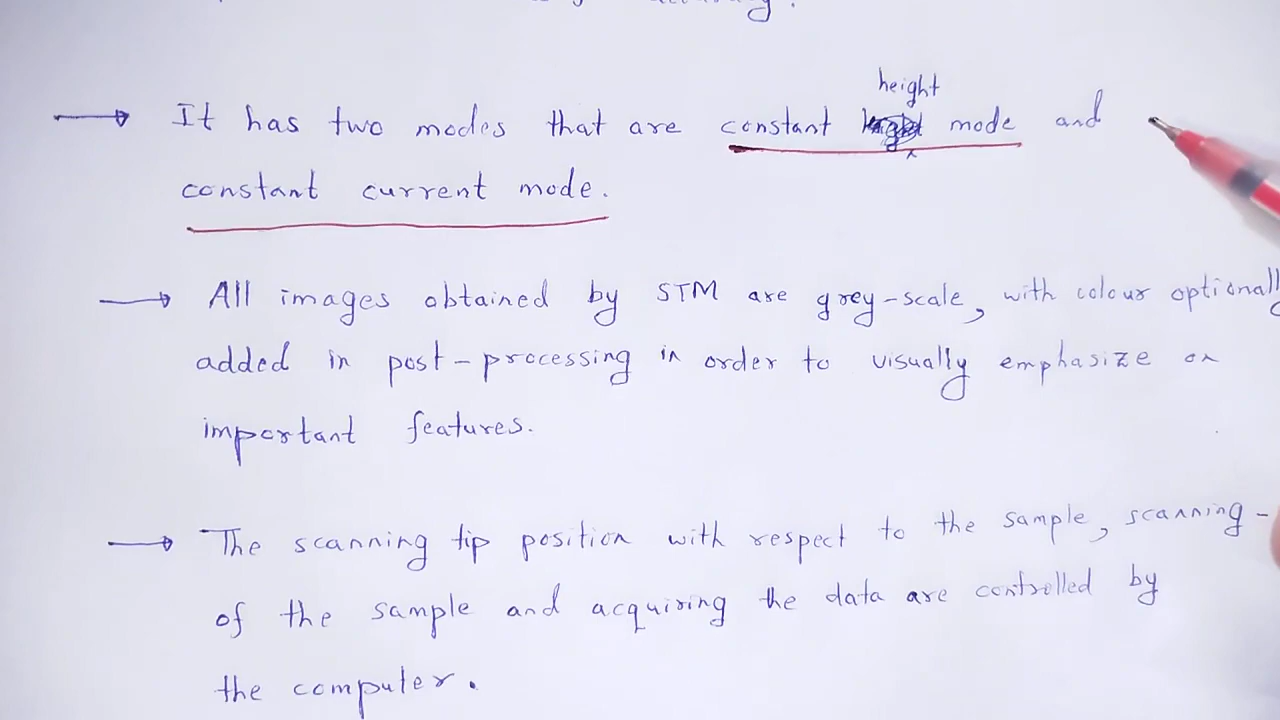 height
It has two modes that are constant mode and
constant current mode.
All images obtained by STM are grey-scale, with colour optionall
added in post-processing in order to visually emphasize on
important features.
The scanning tip position with respect to the sample, scanning-
of the sample and acquiring the data are controlled by
the computer.